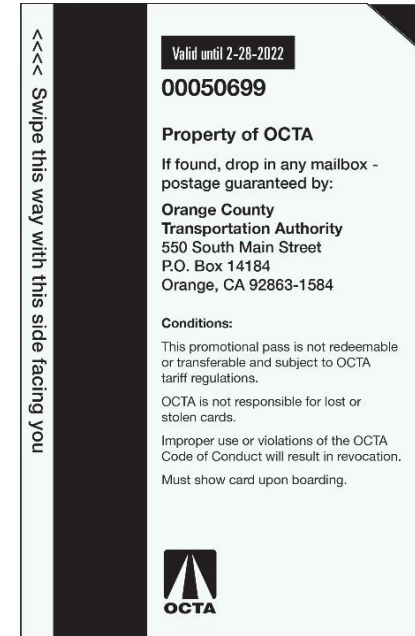 <<<< Swipe this way with this side facing you
Valid until 2-28-2022
00050699
Property of OCTA
If found, drop in any mailbox -
postage guaranteed by:
Orange County
Transportation Authority
550 South Main Street
P.O. Box 14184
Orange, CA 92863-1584
Conditions:
This promotional pass is not redeemable
or transferable and subject to OCTA
tariff regulations.
OCTA is not responsible for lost or
stolen cards.
Improper use or violations of the OCTA
Code of Conduct will result in revocation.
Must show card upon boarding.
OCTA